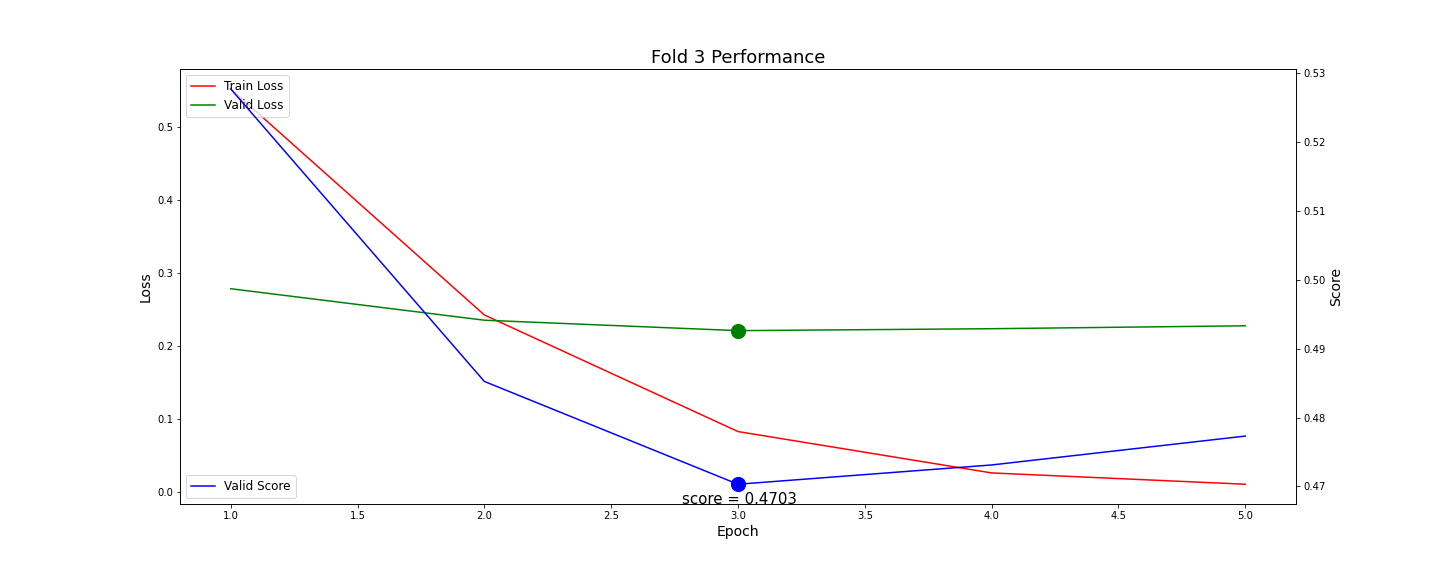 Fold 3 Performance
Train Loss
Valid Loss
Valid Score
0.5
0.4
0.3
0.2
0.1
0.0
Loss
0.53
0.52
0.51
0.50
0.49
0.48
0.47
Score
score = 0.4703
1.0 1.5 2.0 2.5 3.0 3.5 4.0 4.5 5.0
Epoch